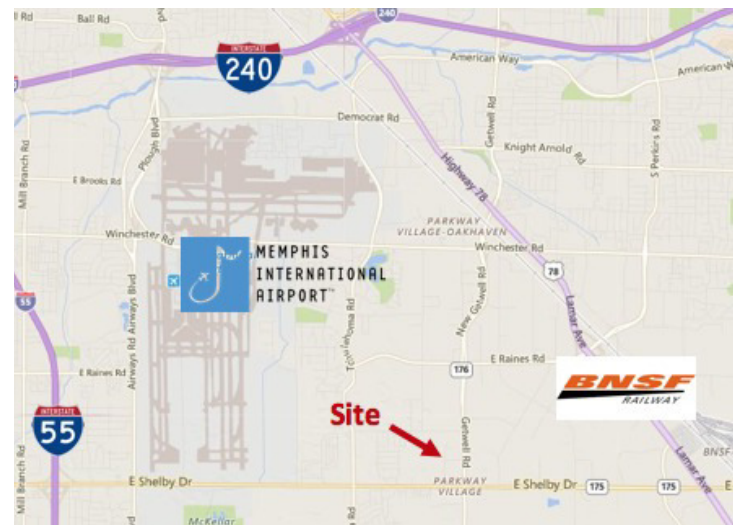 ll Rd
Ball Rd
240
INTERSTATE
240
American Way
American W
Plough Blvd
Democrat Rd
Getwell Rd
Knight Arnold Rd
S Perkins Rd
Mill Branch Rd
E Brooks Rd
Highway 78
PARKWAY
VILLAGE-OAKHAVEN
Winchester Rd
Winchester Rd
MEMPHIS
INTERNATIONAL
AIRPORT™
78
55
Airways Blvd
Airways Rd
Tchulahoma Rd
New Getwell Rd
Lamar Ave
E Raines Rd
176
E Raines Rd
BNSF
RAILWAY
INTERSTATE
55
Site
Getwell Rd
Lamar Ave
BNSF
Mill Branch Rd
E Shelby Dr
PARKWAY
VILLAGE
E Shelby Dr
175
175
E S
McKellar